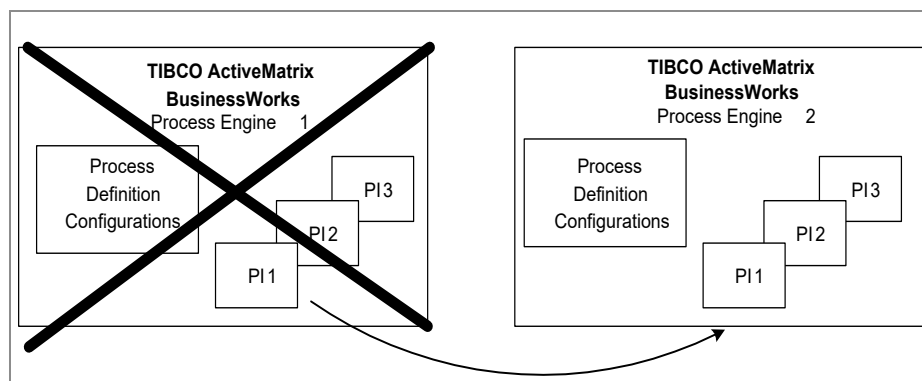 TIBCO ActiveMatrix
BusinessWorks
Process Engine 1
Process
Definition
Configurations
PI3
PI2
PI1
TIBCO ActiveMatrix
BusinessWorks
Process Engine 2
Process
Definition
Configurations
PI3
PI2
PI1